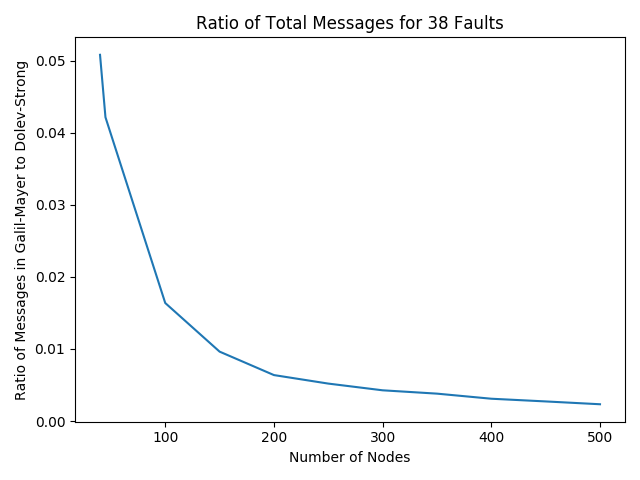 Ratio of Total Messages for 38 Faults
Ratio of Messages in Galil-Mayer to Dolev-Strong
0.05
0.04
0.03
0.02
0.01
0.00
100 200 300 400 500
Number of Nodes